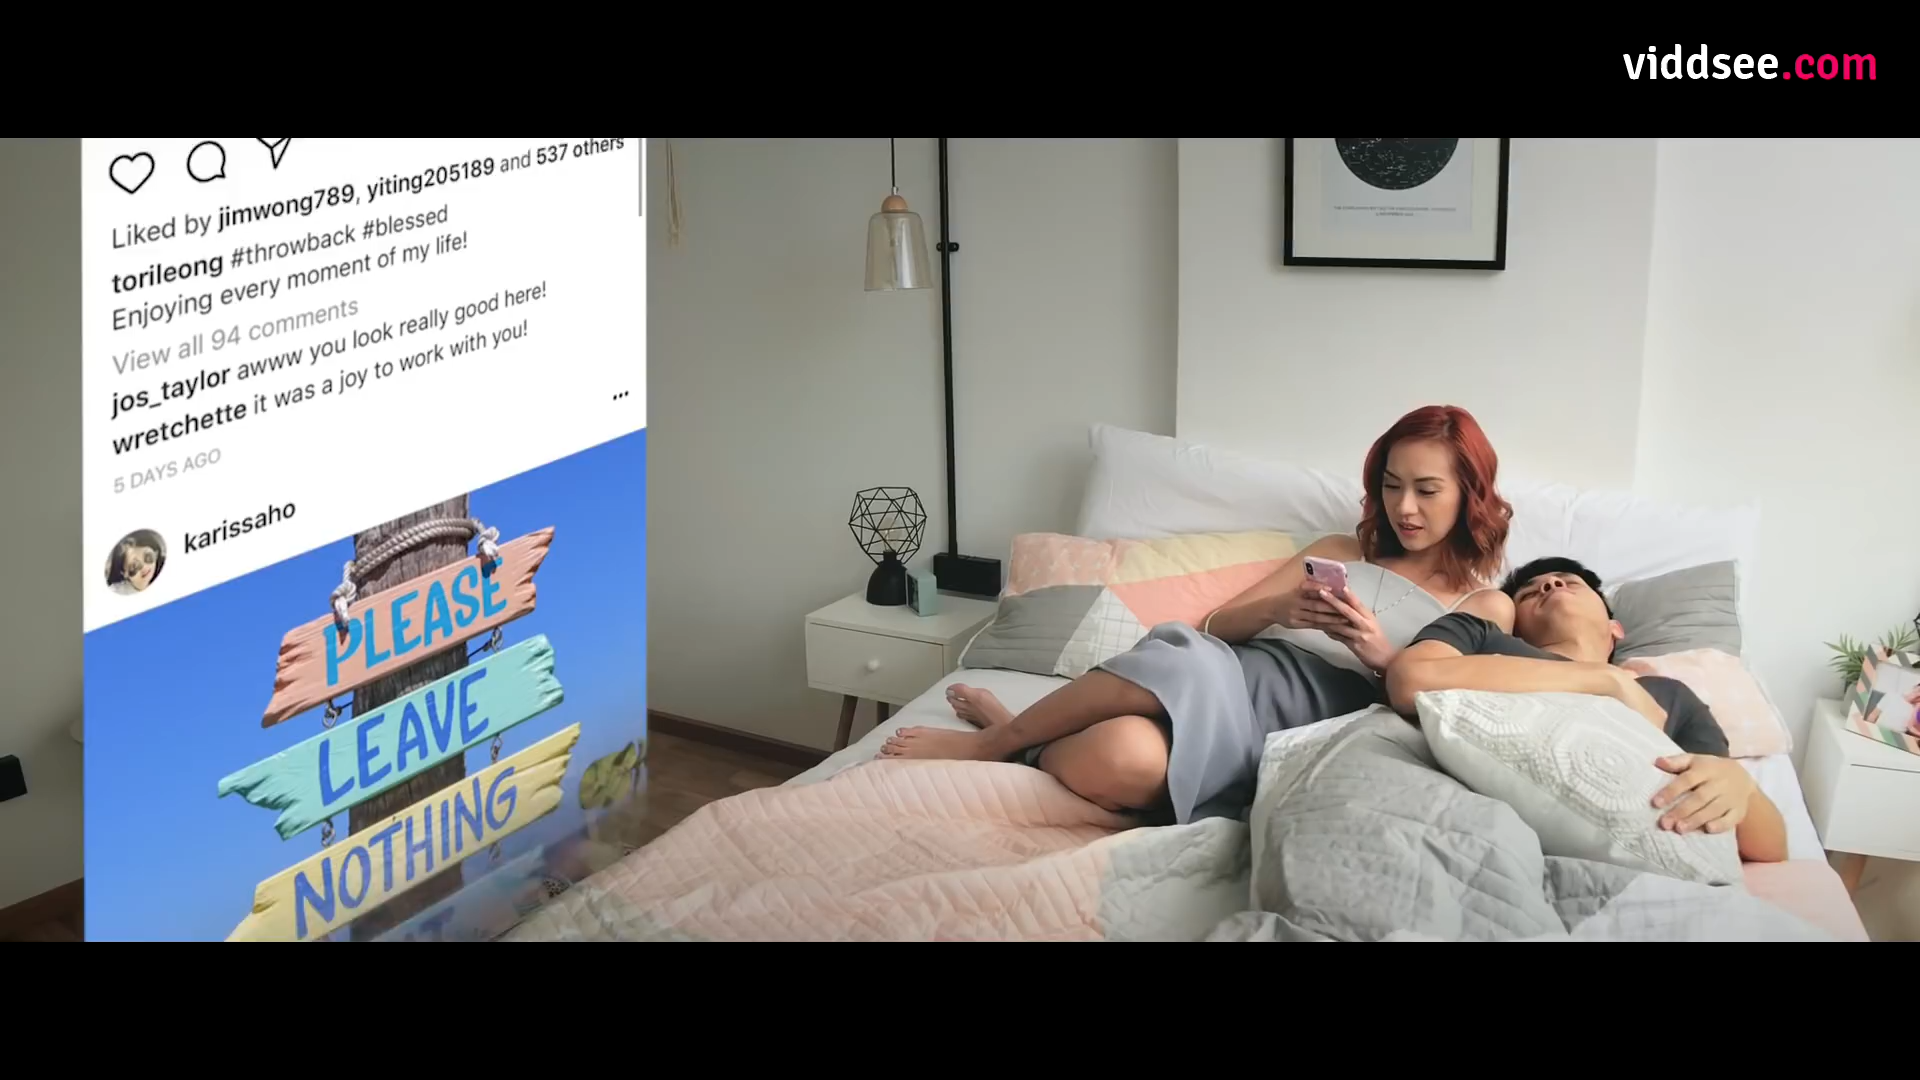 viddsee.com
Liked by jimwong789, yiting205189 and 537 others
torileong #throwback #blessed
Enjoying every moment of my life!
View all 94 comments
jos_taylor awww you look really good here!
wretchette it was a joy to work with you!
5 DAYS AGO
karissaho
PLEASE
LEAVE
NOTHING